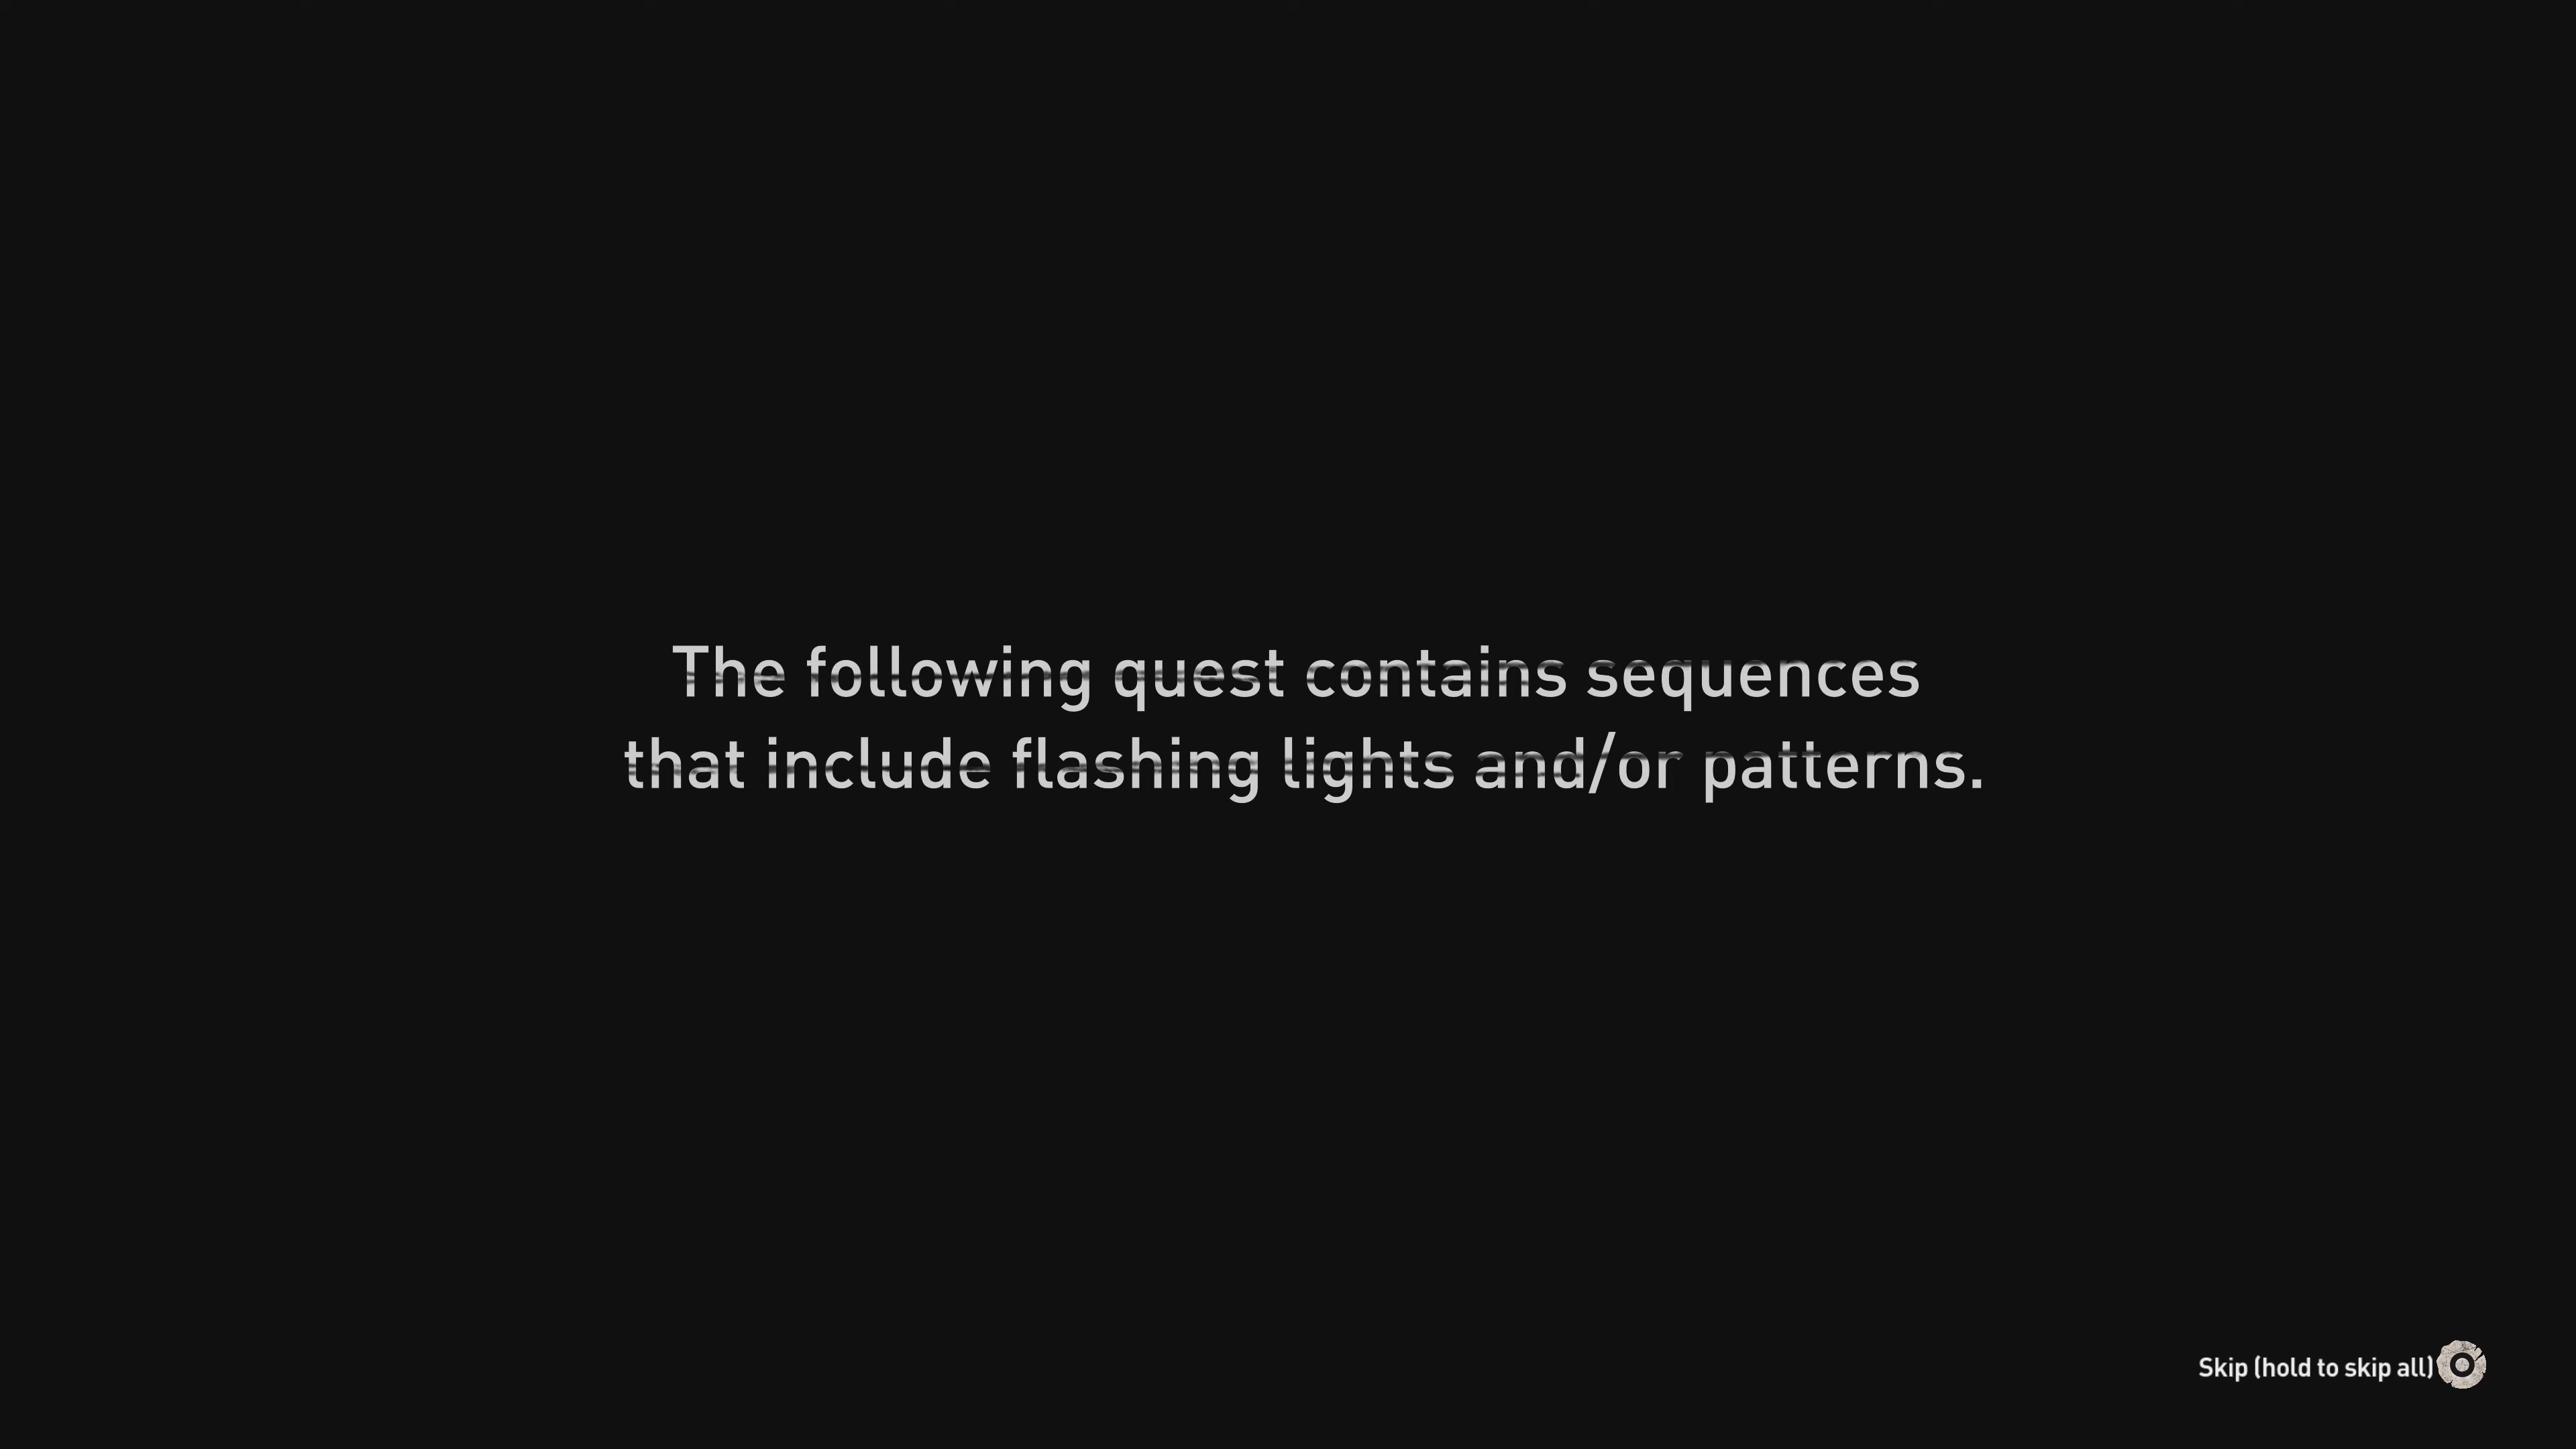 The following quest contains sequences
that include flashing lights and/or patterns.
Skip (hold to skip all)